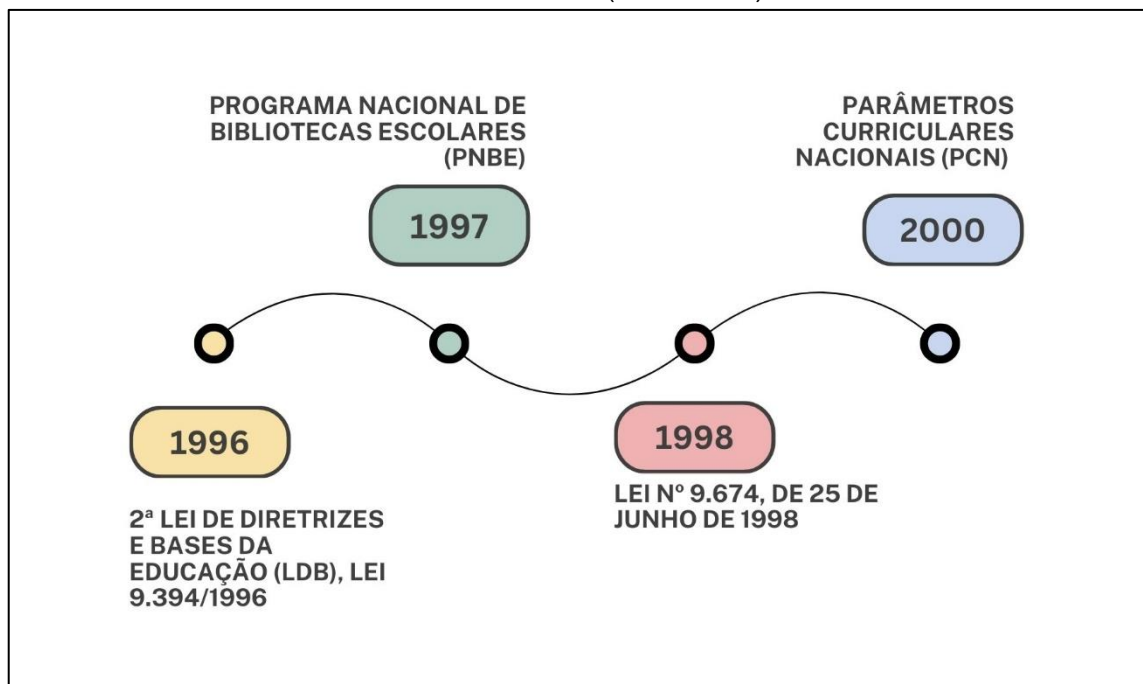 PROGRAMA NACIONAL DE
BIBLIOTECAS ESCOLARES
(PNBE)
1997
PARÂMETROS
CURRICULARES
NACIONAIS (PCN)
2000
1996
2ª LEI DE DIRETRIZES
E BASES DA
EDUCAÇÃO (LDB), LEI
9.394/1996
1998
LEI Nº 9.674, DE 25 DE
JUNHO DE 1998